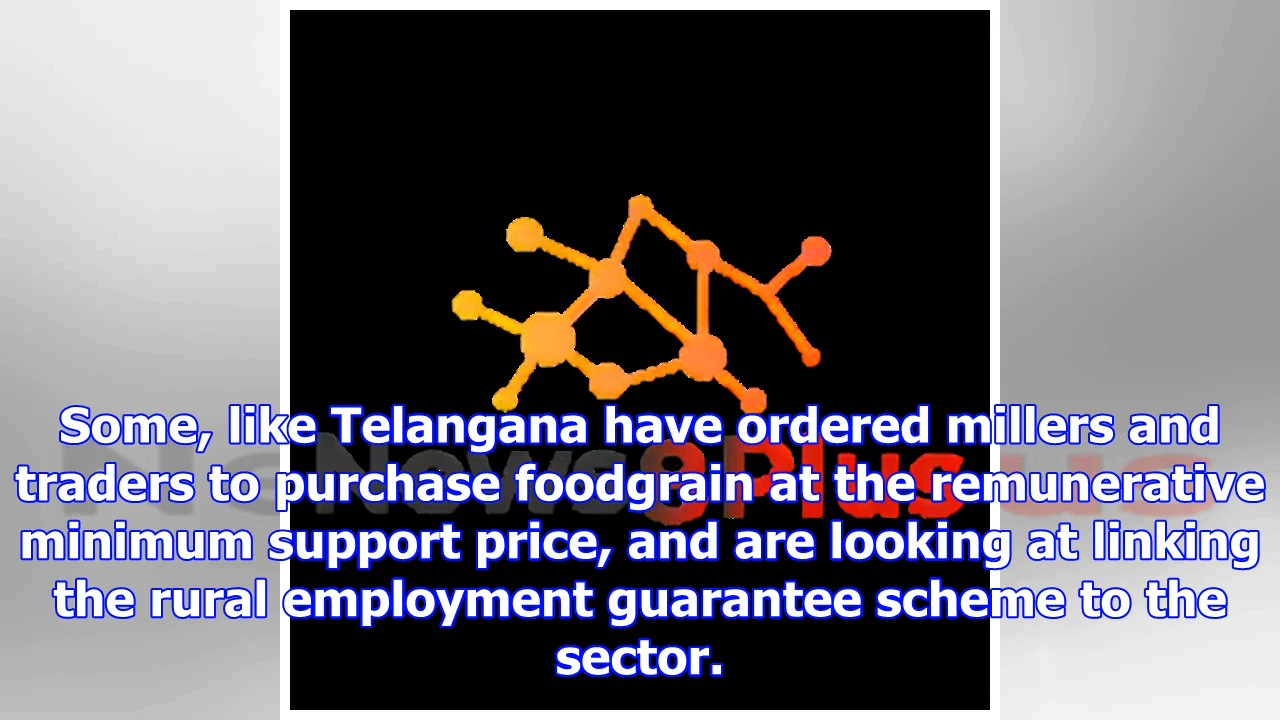 Some, like Telangana have ordered millers and
traders to purchase foodgrain at the remunerative
minimum support price, and are looking at linking
the rural employment guarantee scheme to the
sector.
News8Plus